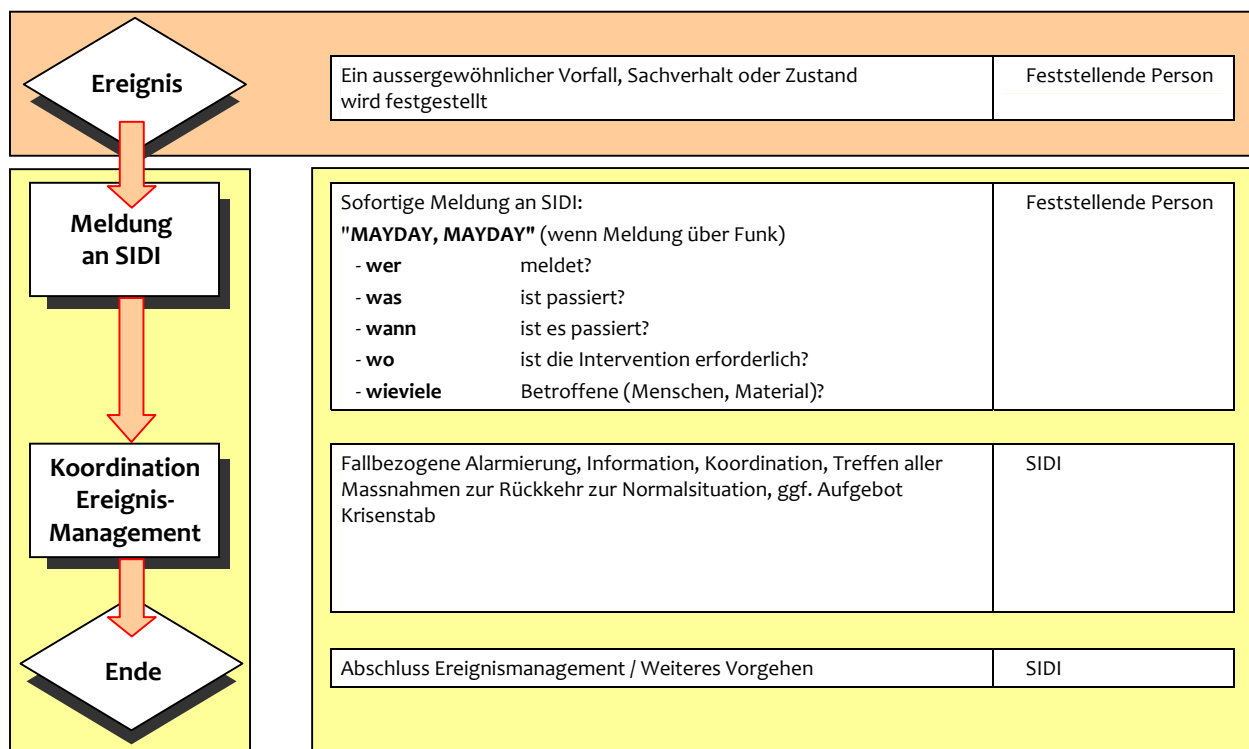 Ereignis
Ein aussergewöhnlicher Vorfall, Sachverhalt oder Zustand
wird festgestellt
Feststellende Person
Meldung
an SIDI
Sofortige Meldung an SIDI:
"MAYDAY, MAYDAY" (wenn Meldung über Funk)
- wer meldet?
- was ist passiert?
- wann ist es passiert?
- wo ist die Intervention erforderlich?
- wieviele Betroffene (Menschen, Material)?
Feststellende Person
Koordination
Ereignis-
Management
Fallbezogene Alarmierung, Information, Koordination, Treffen aller
Massnahmen zur Rückkehr zur Normalsituation, ggf. Aufgebot
Krisenstab
SIDI
Ende
Abschluss Ereignismanagement / Weiteres Vorgehen
SIDI